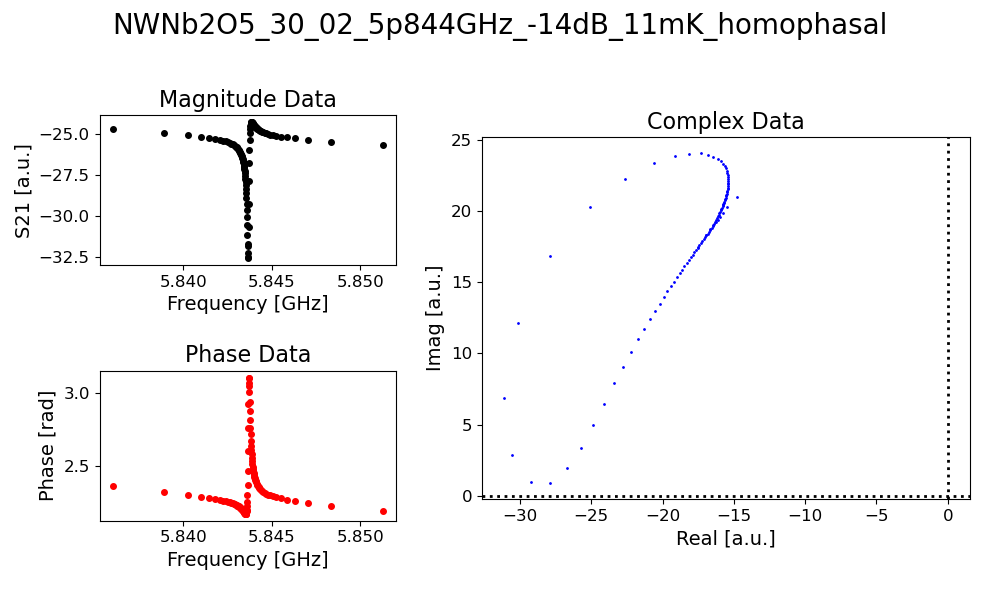 NWNb2O5_30_02_5p844GHz_-14dB_11mK_homophasal
Magnitude Data
S21 [a.u.]
−25.0
−27.5
−30.0
−32.5
5.840 5.845 5.850
Frequency [GHz]
Phase Data
Phase [rad]
3.0
2.5
5.840 5.845 5.850
Frequency [GHz]
Complex Data
Imag [a.u.]
25
20
15
10
5
0
−30 −25 −20 −15 −10 −5 0
Real [a.u.]